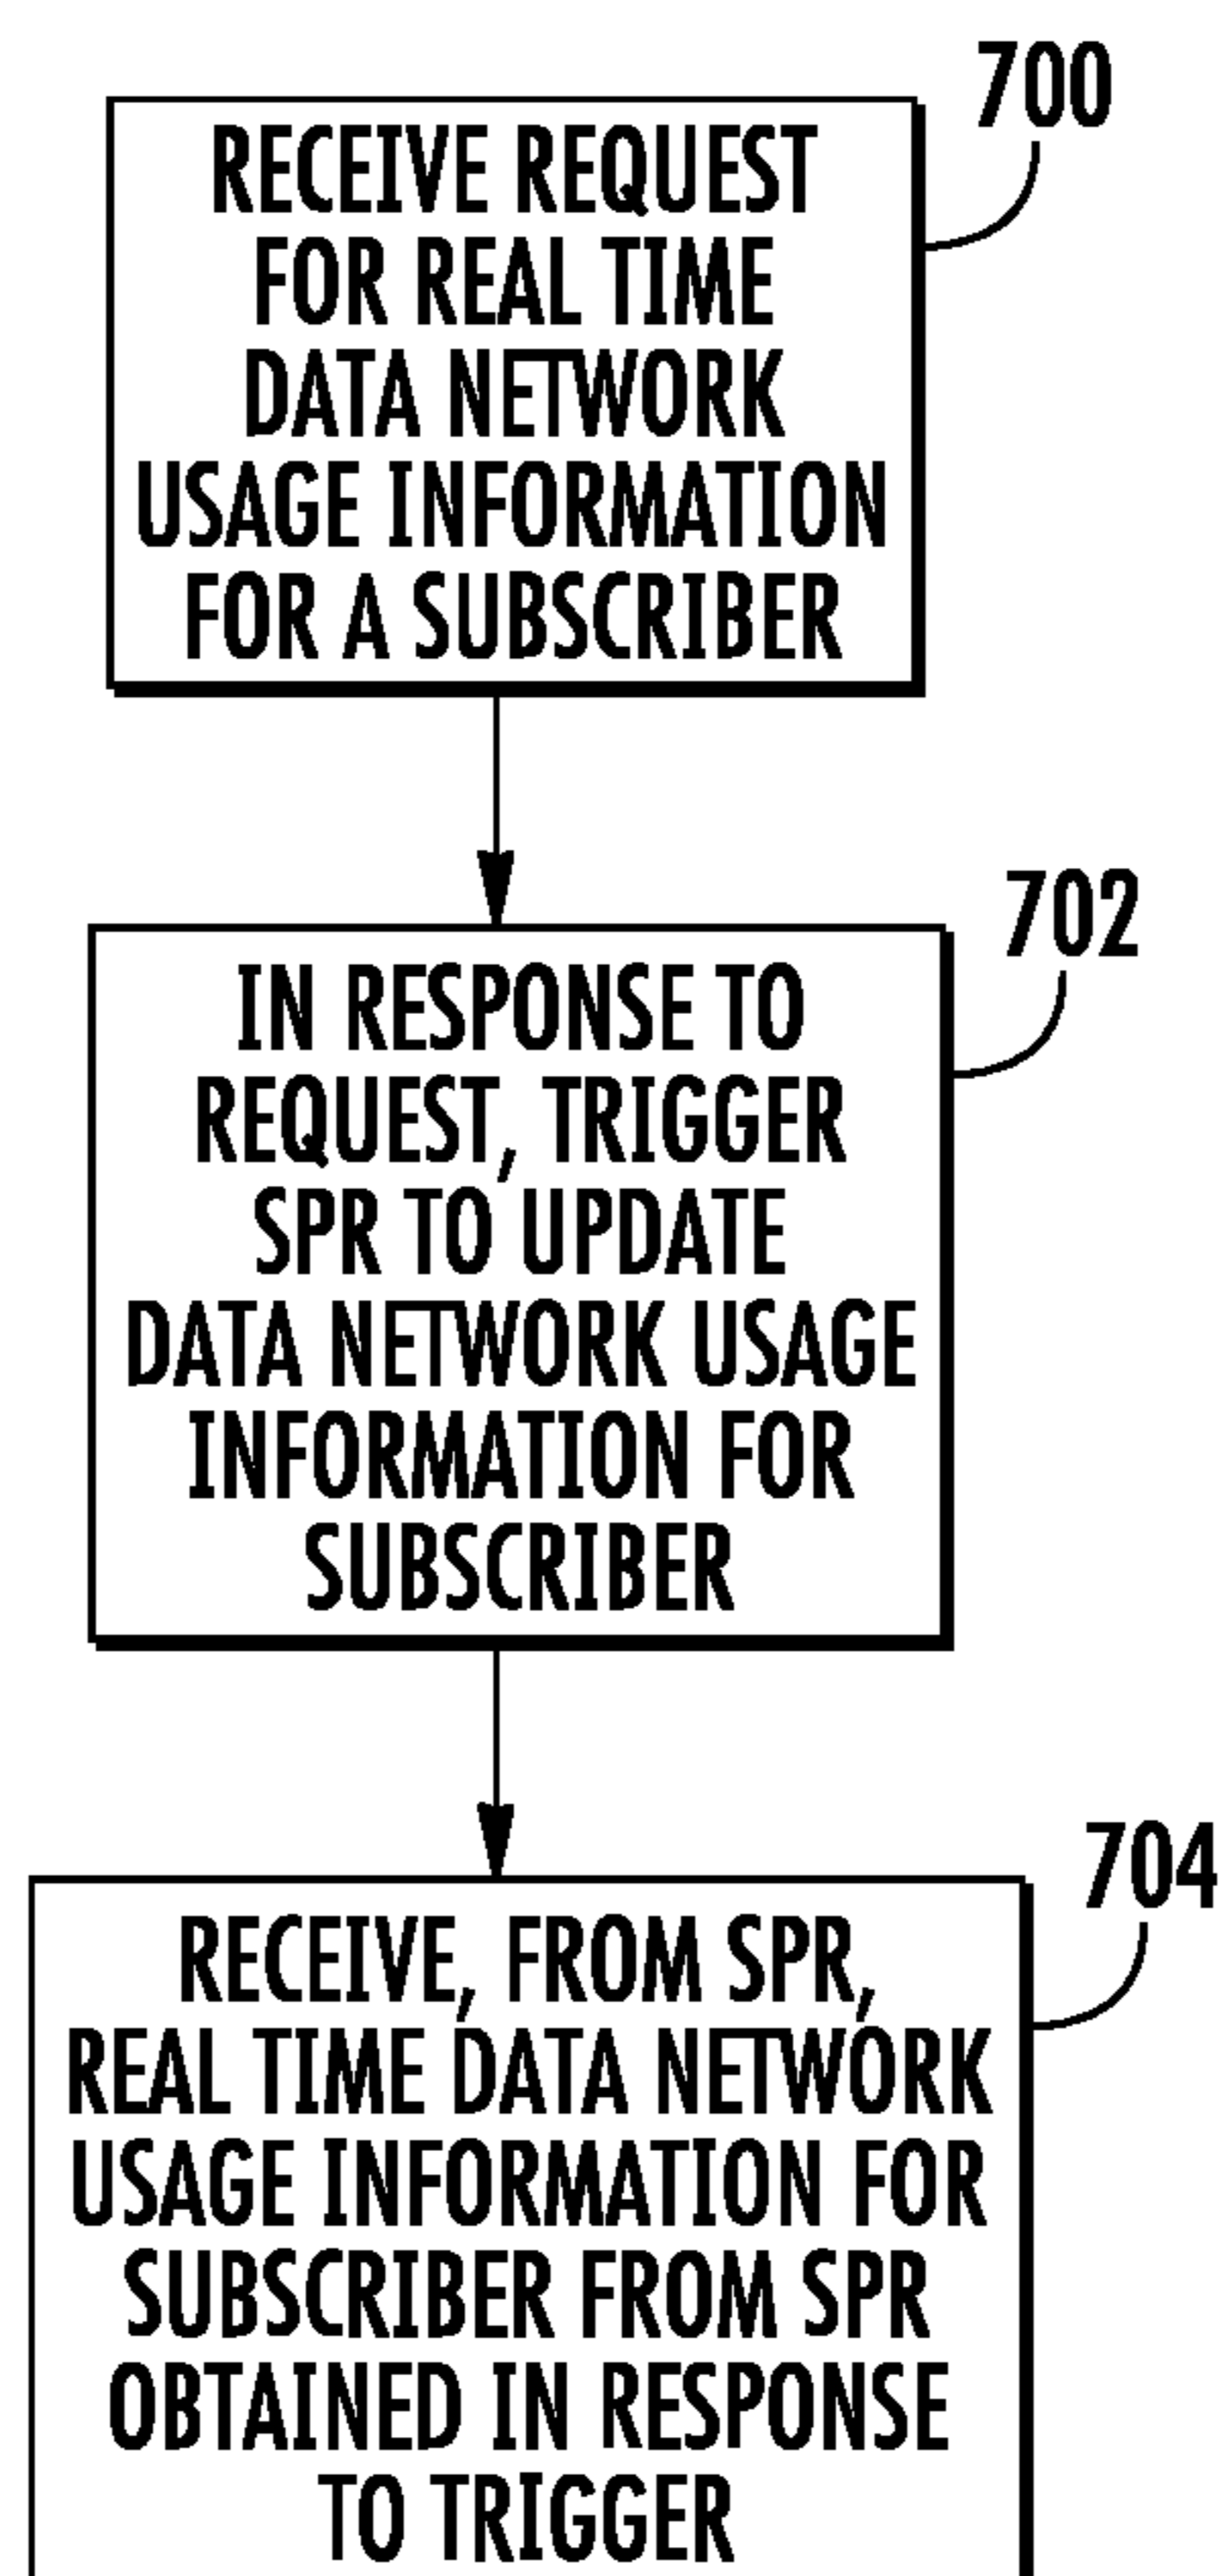 700
RECEIVE REQUEST
FOR REAL TIME
DATA NETWORK
USAGE INFORMATION
FOR A SUBSCRIBER
702
IN RESPONSE TO
REQUEST, TRIGGER
SPR TO UPDATE
DATA NETWORK USAGE
INFORMATION FOR
SUBSCRIBER
704
RECEIVE, FROM SPR,
REAL TIME DATA NETWORK
USAGE INFORMATION FOR
SUBSCRIBER FROM SPR
OBTAINED IN RESPONSE
TO TRIGGER